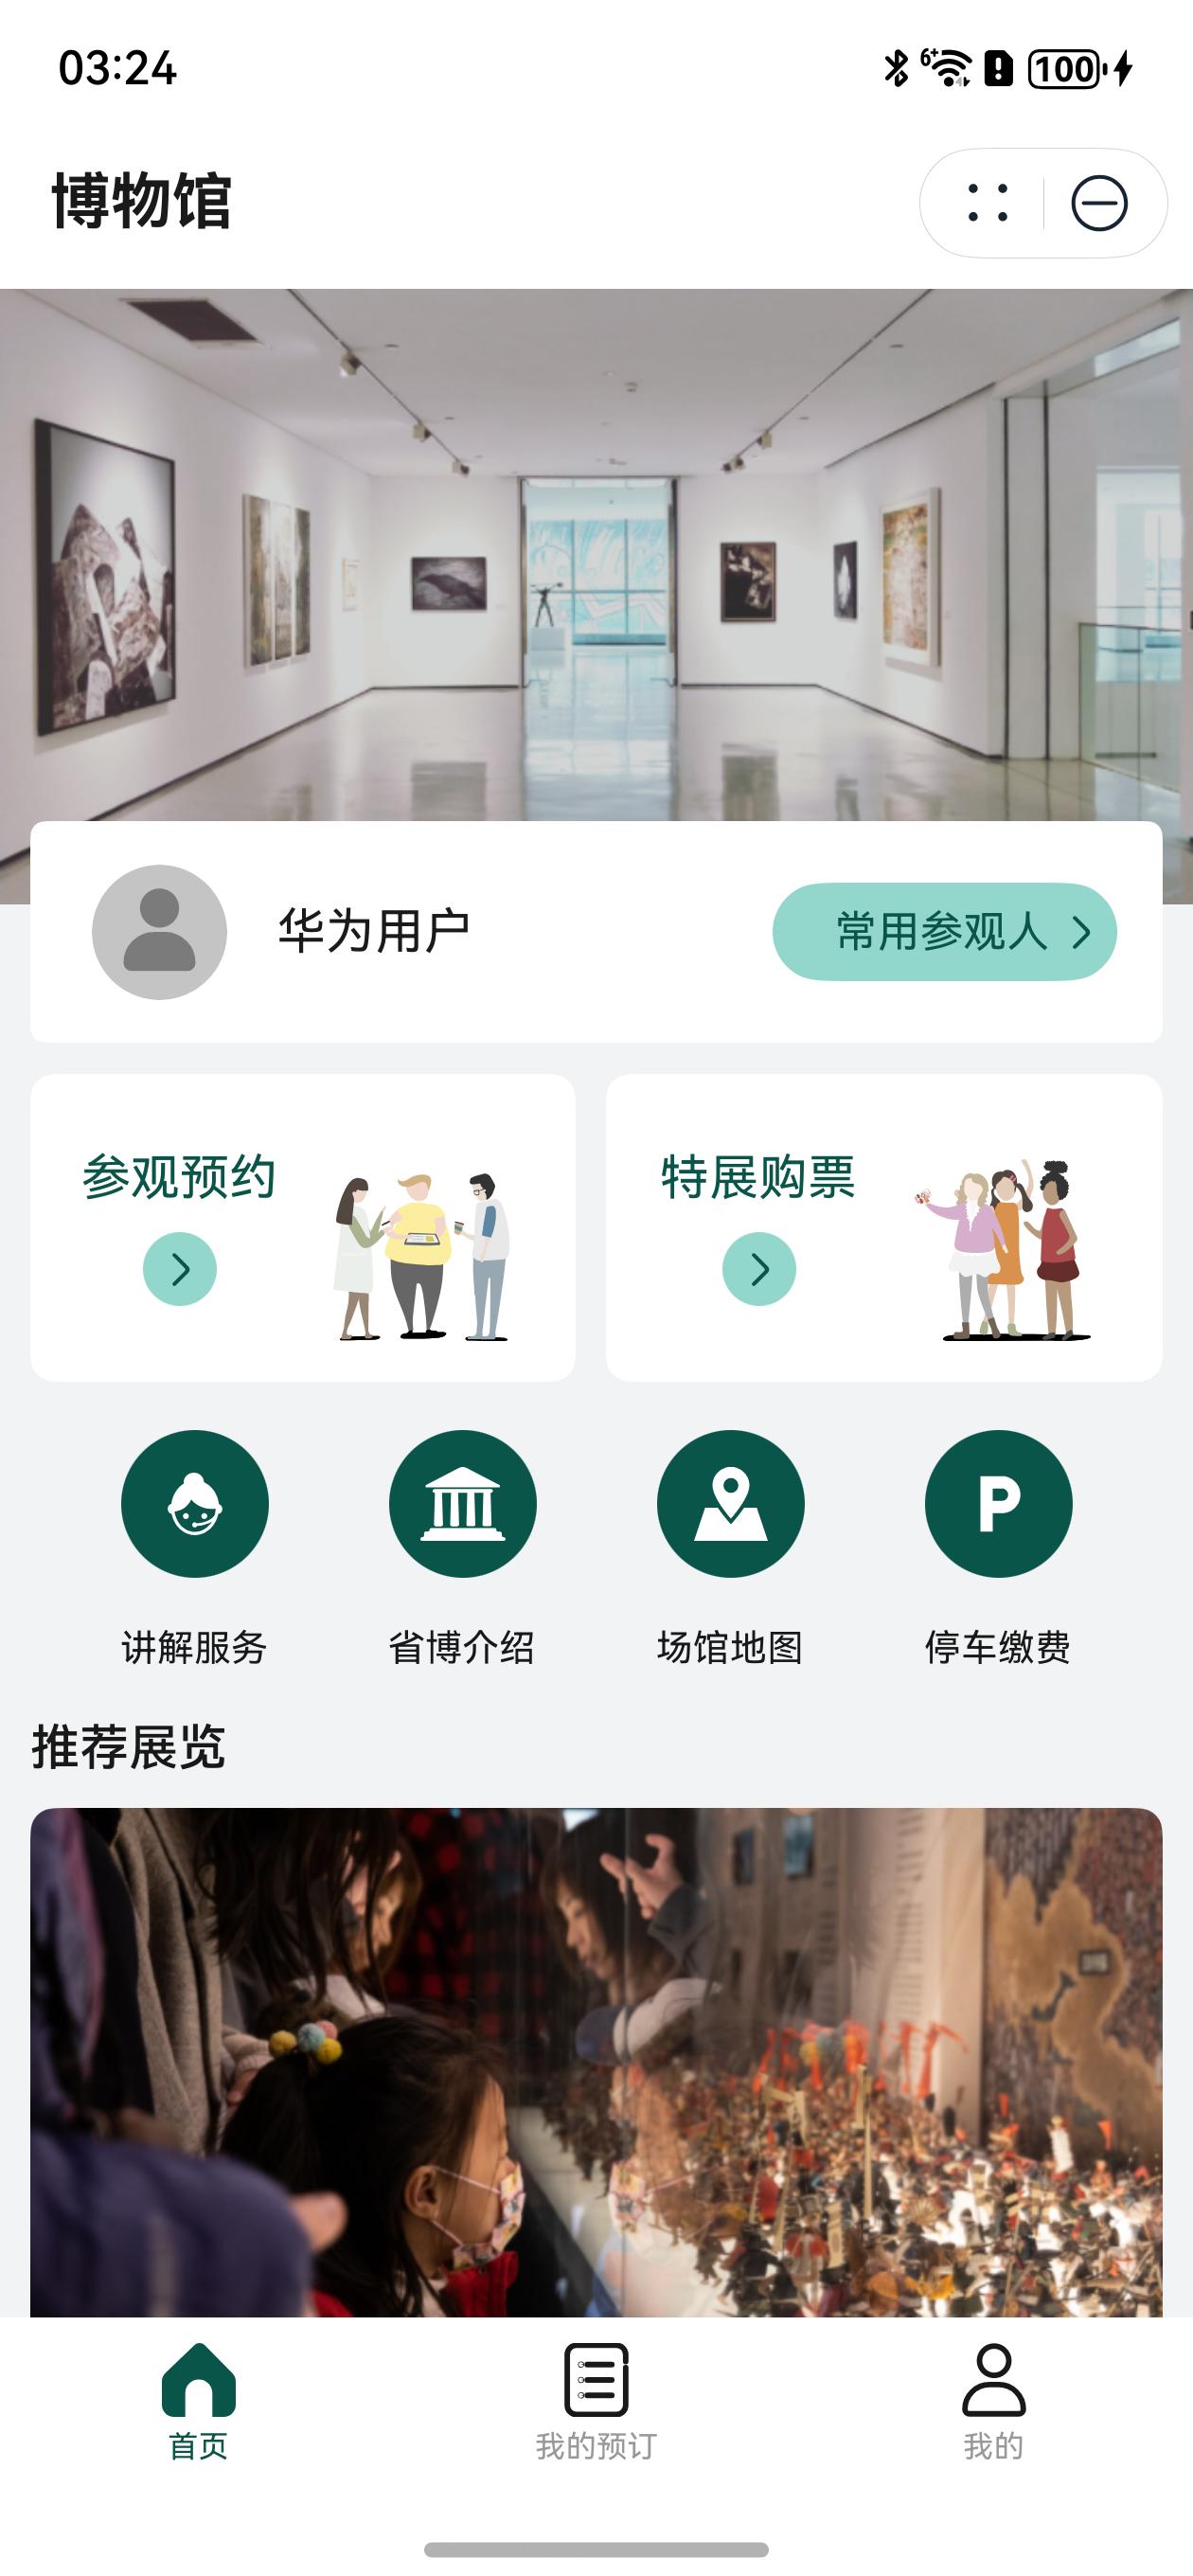 03:24
6+
100
博物馆
华为用户
常用参观人
参观预约
特展购票
P
讲解服务
省博介绍
场馆地图
停车缴费
推荐展览
首页
我的预订
我的